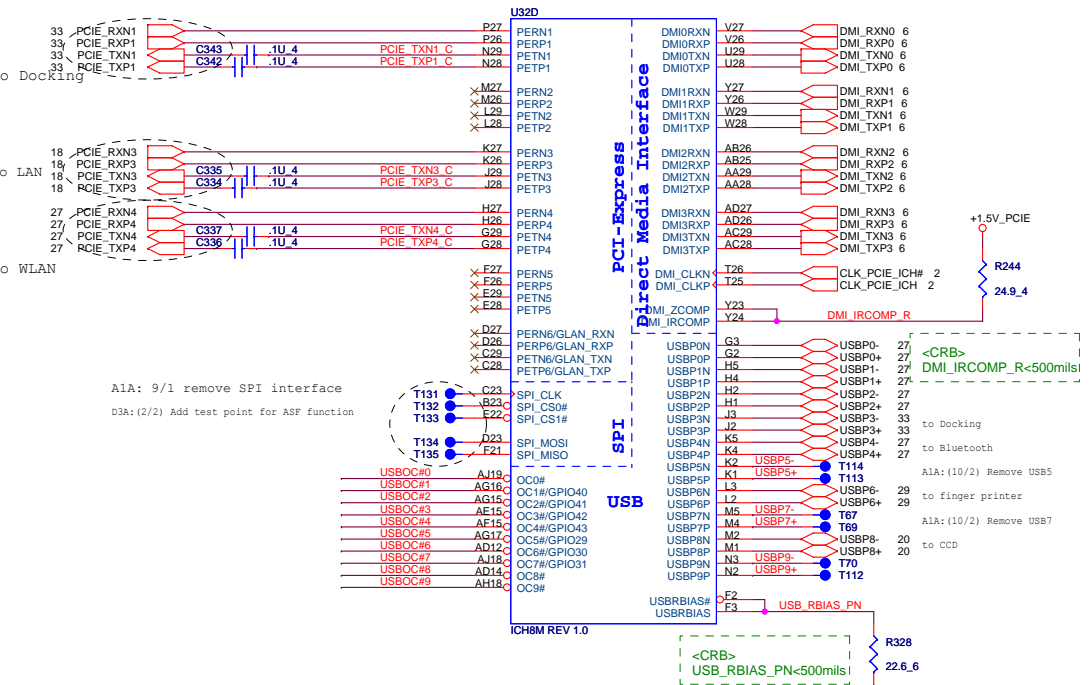 U32D
33 PCIE_RXN1 P27 PERN1 DMI0RXN V27 DMI_RXN0 6
33 PCIE_RXP1 P26 PERP1 DMI0RXP V26 DMI_RXP0 6
33 PCIE_TXN1 C343 .1U_4 PCIE_TXN1_C N29 PETN1 DMI0TXN U29 DMI_TXN0 6
33 PCIE_TXP1 C342 .1U_4 PCIE_TXP1_C N28 PETP1 DMI0TXP U28 DMI_TXP0 6
o Docking
M27 PERN2 DMI1RXN Y27 DMI_RXN1 6
M26 PERP2 DMI1RXP Y26 DMI_RXP1 6
L29 PETN2 DMI1TXN W29 DMI_TXN1 6
L28 PETP2 DMI1TXP W28 DMI_TXP1 6
18 PCIE_RXN3 K27 PERN3 DMI2RXN AB26 DMI_RXN2 6
18 PCIE_RXP3 K26 PERP3 DMI2RXP AB25 DMI_RXP2 6
o LAN
18 PCIE_TXN3 C335 .1U_4 PCIE_TXN3_C J29 PETN3 DMI2TXN AA29 DMI_TXN2 6
18 PCIE_TXP3 C334 .1U_4 PCIE_TXP3_C J28 PETP3 DMI2TXP AA28 DMI_TXP2 6
PCI-Express
Direct Media Interface
27 PCIE_RXN4 H27 PERN4 DMI3RXN AD27 DMI_RXN3 6
27 PCIE_RXP4 H26 PERP4 DMI3RXP AD26 DMI_RXP3 6
27 PCIE_TXN4 C337 .1U_4 PCIE_TXN4_C G29 PETN4 DMI3TXN AC29 DMI_TXN3 6
27 PCIE_TXP4 C336 .1U_4 PCIE_TXP4_C G28 PETP4 DMI3TXP AC28 DMI_TXP3 6
+1.5V_PCIE
o WLAN
R244
24.9_4
F27 PERN5 DMI_CLKN T26 CLK_PCIE_ICH# 2
F26 PERP5 DMI_CLKP T25 CLK_PCIE_ICH 2
E29 PETN5
E28 PETP5 DMI_ZCOMP Y23
DMI_IRCOMP Y24 DMI_IRCOMP_R
D27 PERN6/GLAN_RXN
D26 PERP6/GLAN_RXP USBP0N G3 USBP0- 27
C29 PETN6/GLAN_TXN USBP0P G2 USBP0+ 27
C28 PETP6/GLAN_TXP USBP1N H5 USBP1- 27
USBP1P H4 USBP1+ 27
<CRB>
DMI_IRCOMP_R<500mils
A1A: 9/1 remove SPI interface
D3A:(2/2) Add test point for ASF function
T131 C23 SPI_CLK USBP2N H2 USBP2- 27
T132 B23 SPI_CS0# USBP2P H1 USBP2+ 27
T133 E22 SPI_CS1# USBP3N J3 USBP3- 33
USBP3P J2 USBP3+ 33 to Docking
SPI
T134 D23 SPI_MOSI USBP4N K5 USBP4- 27
T135 F21 SPI_MISO USBP4P K4 USBP4+ 27 to Bluetooth
USBP5N K2 USBP5- T114
USBOC#0 AJ19 OC0# USBP5P K1 USBP5+ T113 A1A:(10/2) Remove USB5
USBOC#1 AG16 OC1#/GPIO40 USBP6N L3 USBP6- 29 to finger printer
USBOC#2 AG15 OC2#/GPIO41 USBP6P L2 USBP6+ 29
USB
USBOC#3 AE15 OC3#/GPIO42 USBP7N M5 USBP7- T67
USBOC#4 AF15 OC4#/GPIO43 USBP7P M4 USBP7+ T69 A1A:(10/2) Remove USB7
USBOC#5 AG17 OC5#/GPIO29 USBP8N M2 USBP8- 20
USBOC#6 AD12 OC6#/GPIO30 USBP8P M1 USBP8+ 20 to CCD
USBOC#7 AJ18 OC7#/GPIO31 USBP9N N3 USBP9- T70
USBOC#8 AD14 OC8# USBP9P N2 USBP9+ T112
USBOC#9 AH18 OC9#
USBRBIAS# F2
USBRBIAS F3 USB_RBIAS_PN
ICH8M REV 1.0
R328
22.6_6
<CRB>
USB_RBIAS_PN<500mils